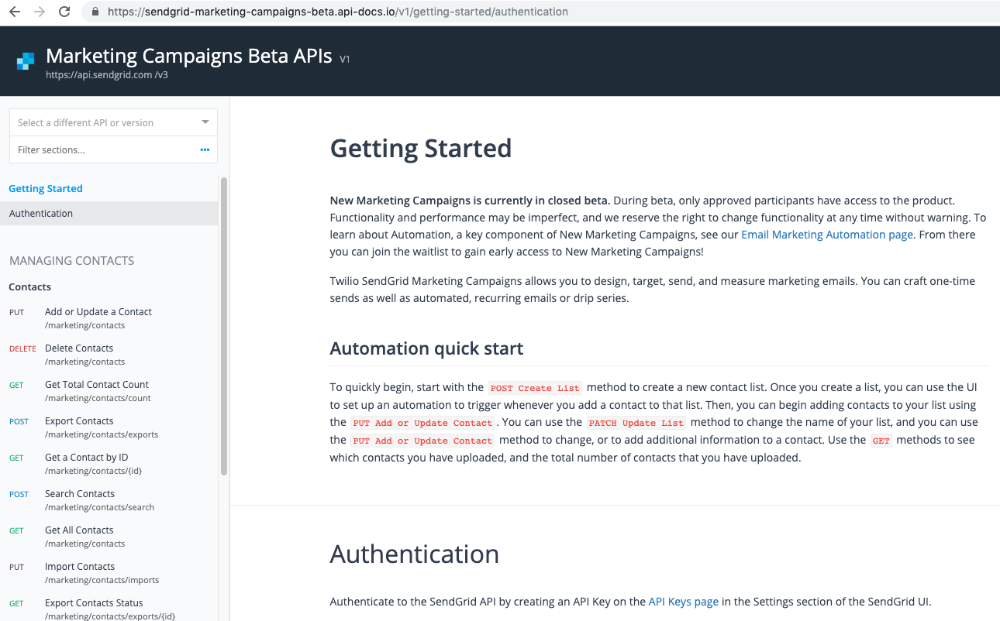 https://sendgrid-marketing-campaigns-beta.api-docs.io/v1/getting-started/authentication
Marketing Campaigns Beta APIs V1
https://api.sendgrid.com /v3
Select a different API or version
Filter sections...
Getting Started
Authentication
MANAGING CONTACTS
Contacts
PUT Add or Update a Contact
/marketing/contacts
DELETE Delete Contacts
/marketing/contacts
GET Get Total Contact Count
/marketing/contacts/count
POST Export Contacts
/marketing/contacts/exports
GET Get a Contact by ID
/marketing/contacts/{id}
POST Search Contacts
/marketing/contacts/search
GET Get All Contacts
/marketing/contacts
PUT Import Contacts
/marketing/contacts/imports
GET Export Contacts Status
/marketing/contacts/exports/{id}
Getting Started
New Marketing Campaigns is currently in closed beta. During beta, only approved participants have access to the product.
Functionality and performance may be imperfect, and we reserve the right to change functionality at any time without warning. To
learn about Automation, a key component of New Marketing Campaigns, see our Email Marketing Automation page. From there
you can join the waitlist to gain early access to New Marketing Campaigns!
Twilio SendGrid Marketing Campaigns allows you to design, target, send, and measure marketing emails. You can craft one-time
sends as well as automated, recurring emails or drip series.
Automation quick start
To quickly begin, start with the POST Create List method to create a new contact list. Once you create a list, you can use the UI
to set up an automation to trigger whenever you add a contact to that list. Then, you can begin adding contacts to your list using
the PUT Add or Update Contact . You can use the PATCH Update List method to change the name of your list, and you can use
the PUT Add or Update Contact method to change, or to add additional information to a contact. Use the GET methods to see
which contacts you have uploaded, and the total number of contacts that you have uploaded.
Authentication
Authenticate to the SendGrid API by creating an API Key on the API Keys page in the Settings section of the SendGrid UI.